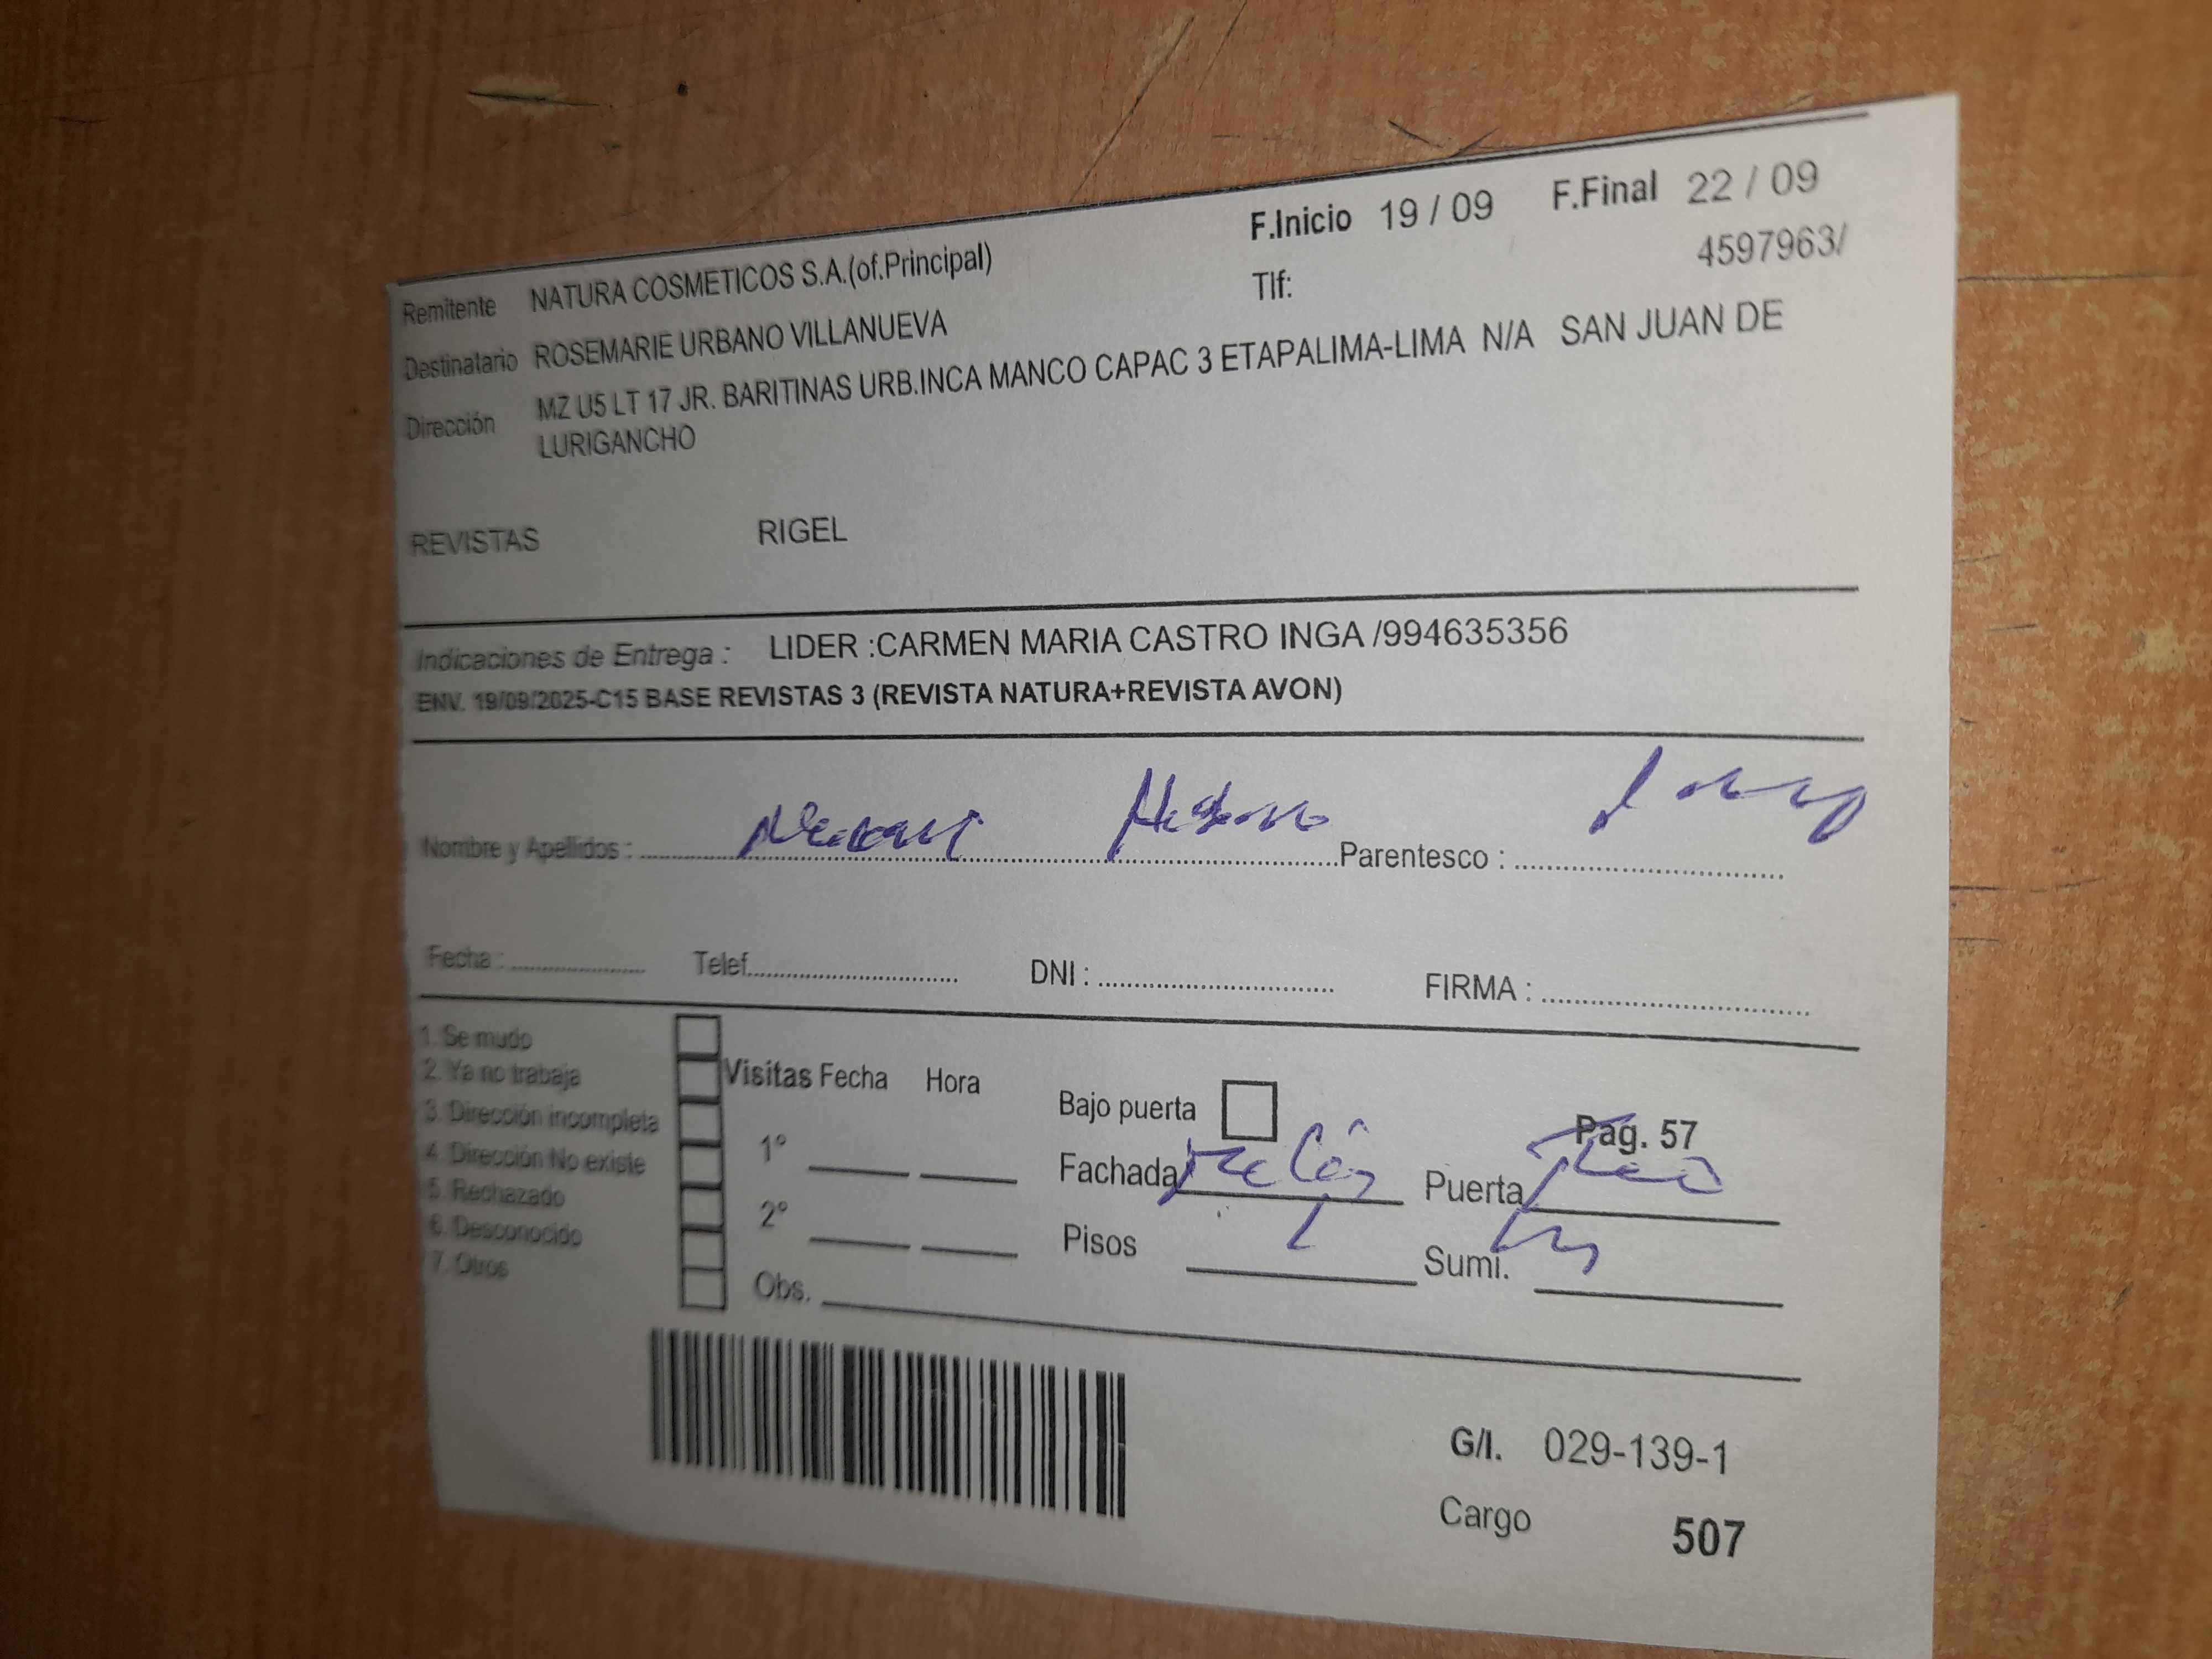 F.Inicio 19 / 09 F.Final 22 / 09
Remitente NATURA COSMETICOS S.A.(of.Principal) Tlf: 4597963/
Destinatario ROSEMARIE URBANO VILLANUEVA
Dirección MZ U5 LT 17 JR. BARITINAS URB.INCA MANCO CAPAC 3 ETAPALIMA-LIMA N/A SAN JUAN DE
LURIGANCHO
REVISTAS RIGEL
Indicaciones de Entrega : LIDER :CARMEN MARIA CASTRO INGA /994635356
ENV. 19/09/2025-C15 BASE REVISTAS 3 (REVISTA NATURA+REVISTA AVON)
Nombre y Apellidos : Parentesco :
Fecha : Telef. DNI : FIRMA :
1. Se mudo
2. Ya no trabaja
3. Dirección incompleta
4. Dirección No existe
5. Rechazado
6. Desconocido
7. Otros
Visitas Fecha Hora
1º
2º
Obs.
Bajo puerta Pag. 57
Fachada Puerta
Pisos Sumi.
G/I. 029-139-1
Cargo 507